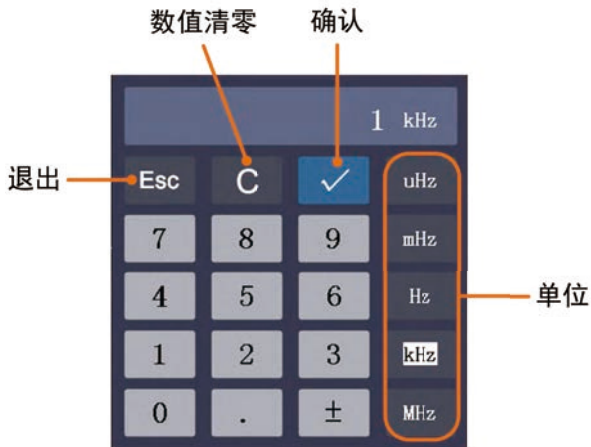 数值清零 确认
1 kHz
退出 Esc C ✓ uHz
7 8 9 mHz
4 5 6 Hz 单位
1 2 3 kHz
0 . ± MHz